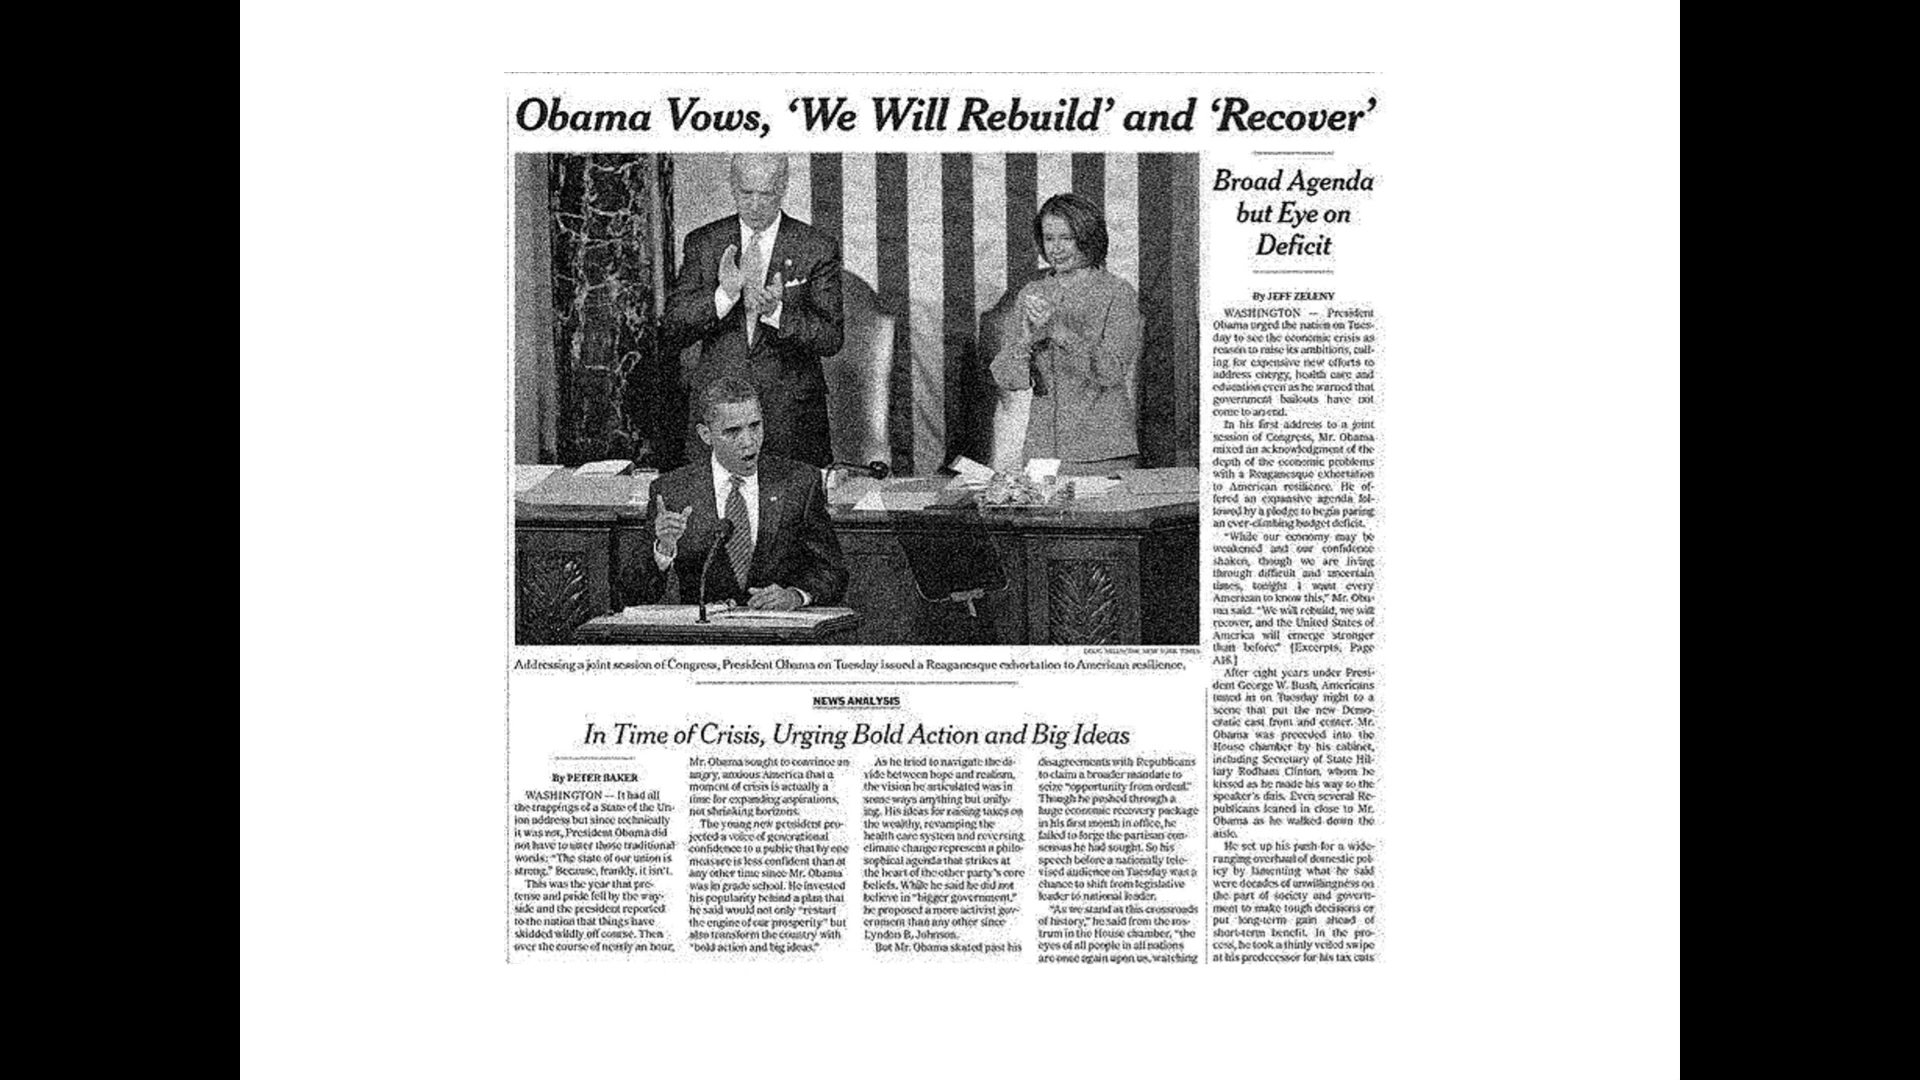 Obama Vows, ‘We Will Rebuild’ and ‘Recover’
DOUG MILLS/THE NEW YORK TIMES
Addressing a joint session of Congress, President Obama on Tuesday issued a Reaganesque exhortation to American resilience.
NEWS ANALYSIS
In Time of Crisis, Urging Bold Action and Big Ideas
By PETER BAKER
WASHINGTON — It had all
the trappings of a State of the Un-
ion address but since technically
it was not, President Obama did
not have to utter those traditional
words: “The state of our union is
strong.” Because, frankly, it isn’t.
This was the year that pre-
tense and pride fell by the way-
side and the president reported
to the nation that things have
skidded wildly off course. Then
over the course of nearly an hour,
Mr. Obama sought to convince an
angry, anxious America that a
moment of crisis is actually a
time for expanding aspirations,
not shrinking horizons.
The young new president pro-
jected a voice of governational
confidence to a public that by one
measure is less confident than at
any other time since Mr. Obama
was in grade school. He invested
his popularity behind a plan that
he said would not only “restart
the engine of our prosperity” but
also transform the country with
“bold action and big ideas.”
As he tried to navigate the di-
vide between hope and realism,
the vision he articulated was in
some ways anything but unify-
ing. His ideas for raising taxes on
the wealthy, revamping the
health care system and reversing
climate change represent a philo-
sophical agenda that strikes at
the heart of the other party’s core
beliefs. While he said he did not
believe in “bigger government,”
he proposed a more activist gov-
ernment than any other since
Lyndon B. Johnson.
But Mr. Obama skated past his
disagreements with Republicans
to claim a broader mandate to
seize “opportunity from ordeal.”
Though he pushed through a
huge economic recovery package
in his first month in office, he
failed to forge the partisan con-
sensus he had sought. So his
speech before a nationally tele-
vised audience on Tuesday was a
chance to shift from legislative
leader to national leader.
“As we stand at this crossroads
of history,” he said from the ros-
trum in the House chamber, “the
eyes of all people in all nations
are once again upon us, watching
Broad Agenda
but Eye on
Deficit
By JEFF ZELENY
WASHINGTON — President
Obama urged the nation on Tues-
day to see the economic crisis as
reason to raise its ambitions, call-
ing for expensive new efforts to
address energy, health care and
education even as he warned that
government bailouts have not
come to an end.
In his first address to a joint
session of Congress, Mr. Obama
mixed an acknowledgment of the
depth of the economic problems
with a Reaganesque exhortation
to American resilience. He of-
fered an expansive agenda fol-
lowed by a pledge to begin paring
an ever-climbing budget deficit.
“While our economy may be
weakened and our confidence
shaken, though we are living
through difficult and uncertain
times, tonight I want every
American to know this,” Mr. Oba-
ma said. “We will rebuild, we will
recover, and the United States of
America will emerge stronger
than before.” [Excerpts, Page
A18.]
After eight years under Presi-
dent George W. Bush, Americans
tuned in on Tuesday night to a
scene that put the new Demo-
cratic cast front and center. Mr.
Obama was preceded into the
House chamber by his cabinet,
including Secretary of State Hil-
lary Rodham Clinton, whom he
kissed as he made his way to the
speaker’s dais. Even several Re-
publicans leaned in close to Mr.
Obama as he walked down the
aisle.
He set up his push for a wide-
ranging overhaul of domestic pol-
icy by lamenting what he said
were decades of unwillingness on
the part of society and govern-
ment to make tough decisions or
put long-term gain ahead of
short-term benefit. In the pro-
cess, he took a thinly veiled swipe
at his predecessor for his tax cuts